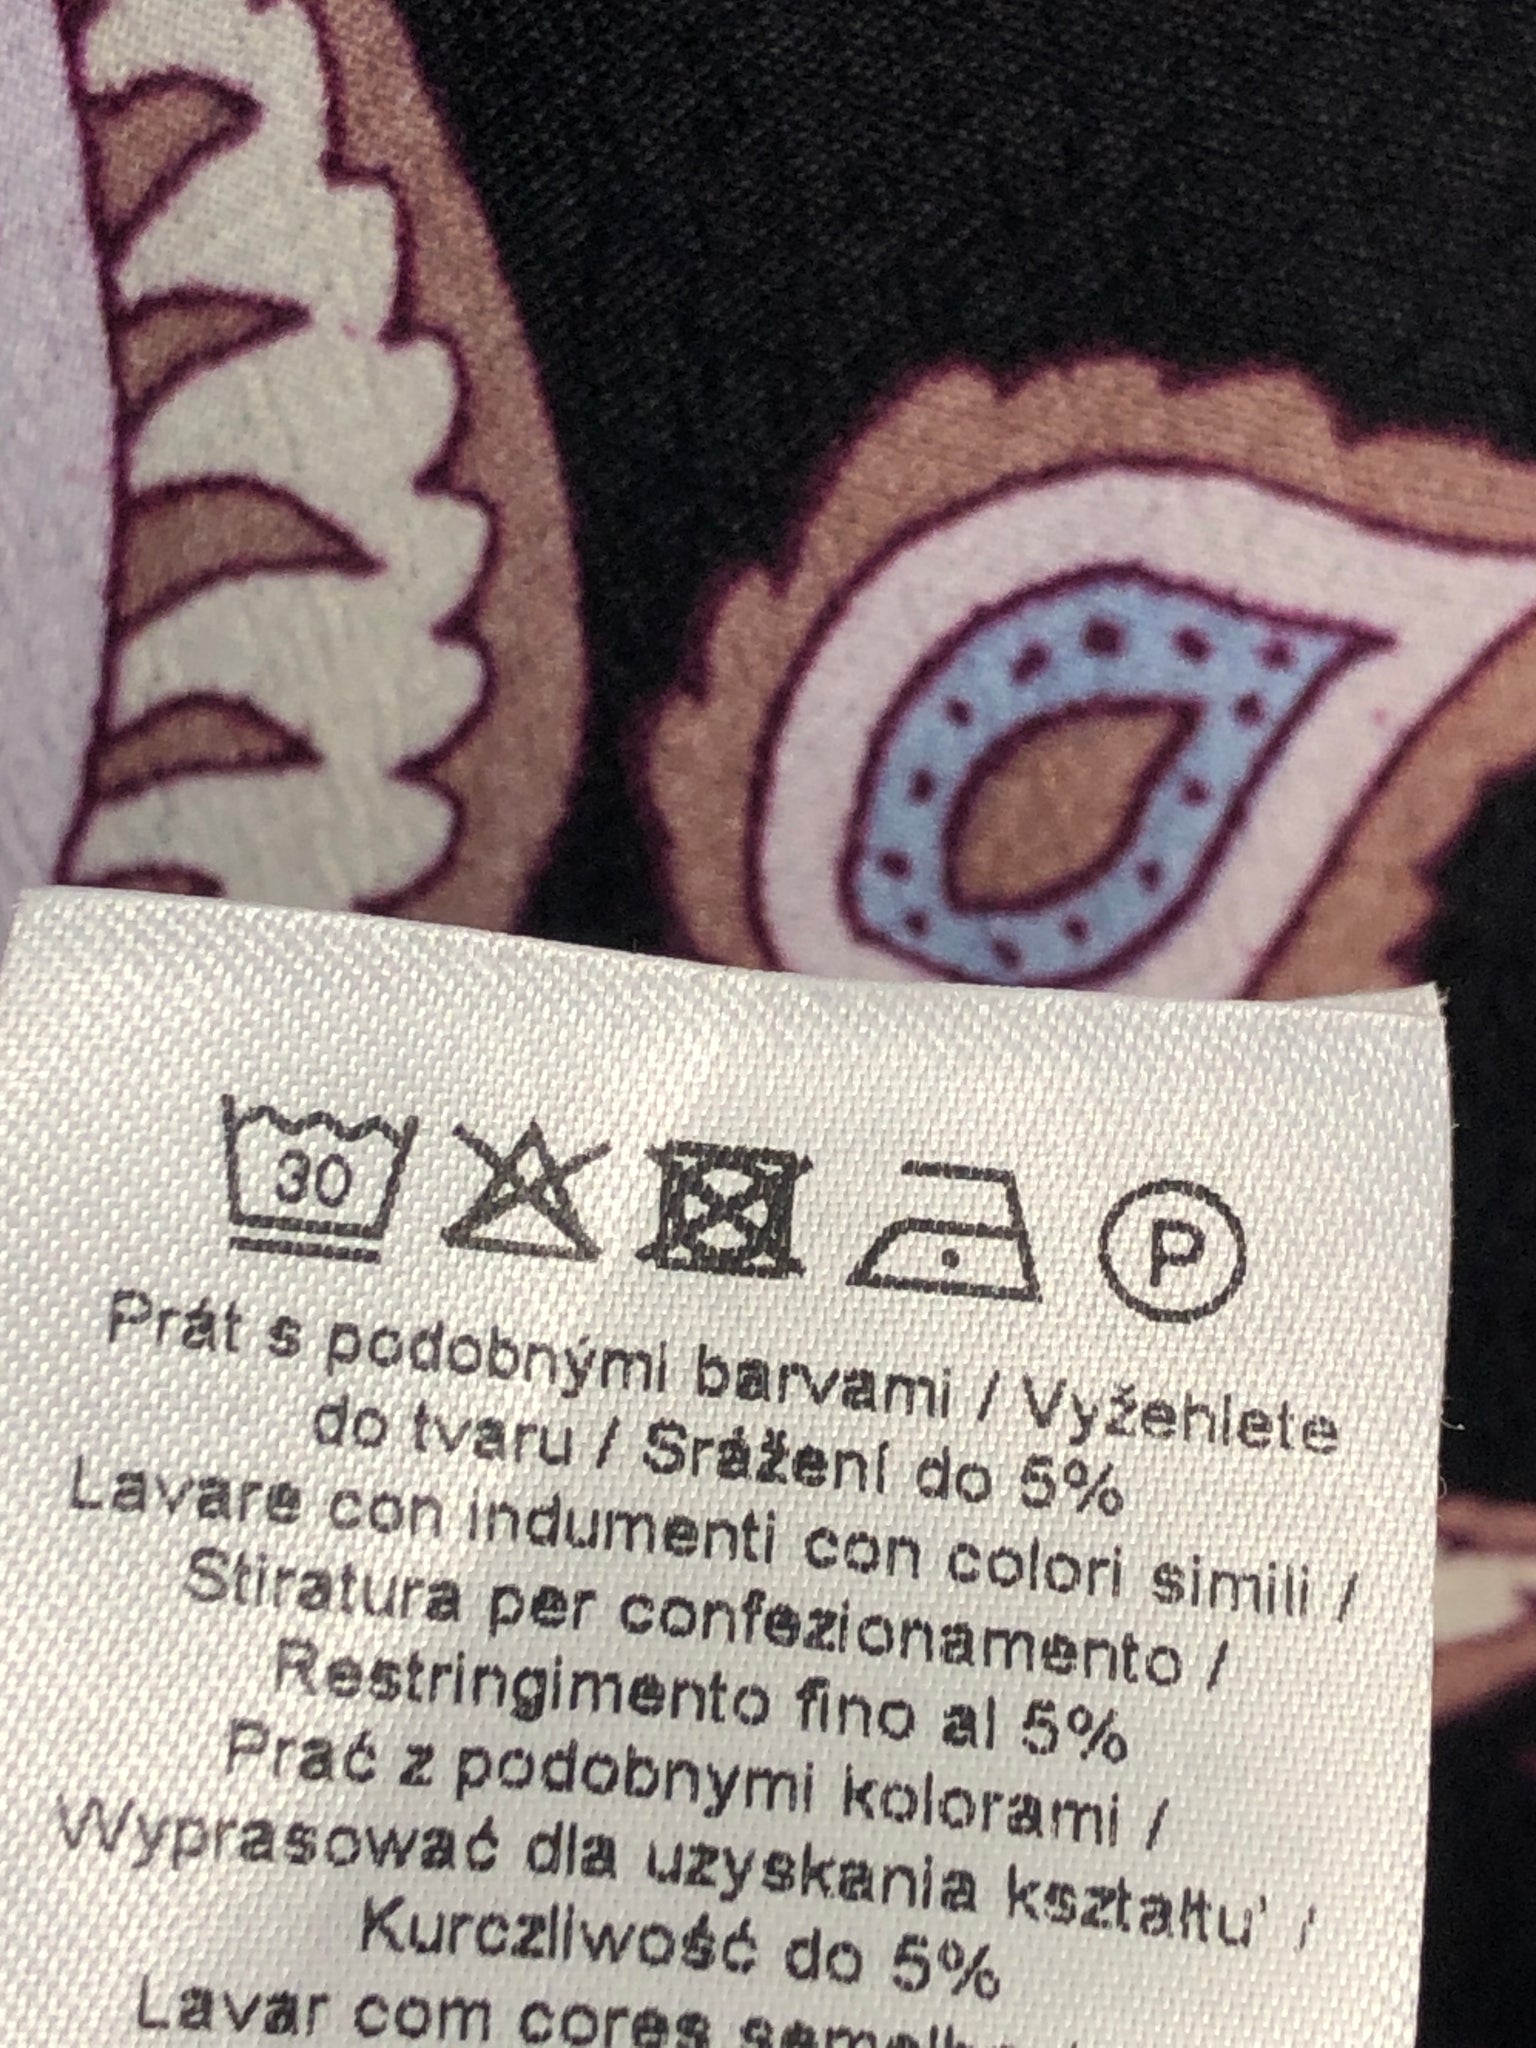 30
P
Prát s podobnými barvami / Vyžehlete
do tvaru / Srážení do 5%
Lavare con indumenti con colori simili /
Stiratura per confezionamento /
Restringimento fino al 5%
Prać z podobnymi kolorami /
Wyprasować dla uzyskania kształtu' /
Kurczliwość do 5%
Lavar com cores